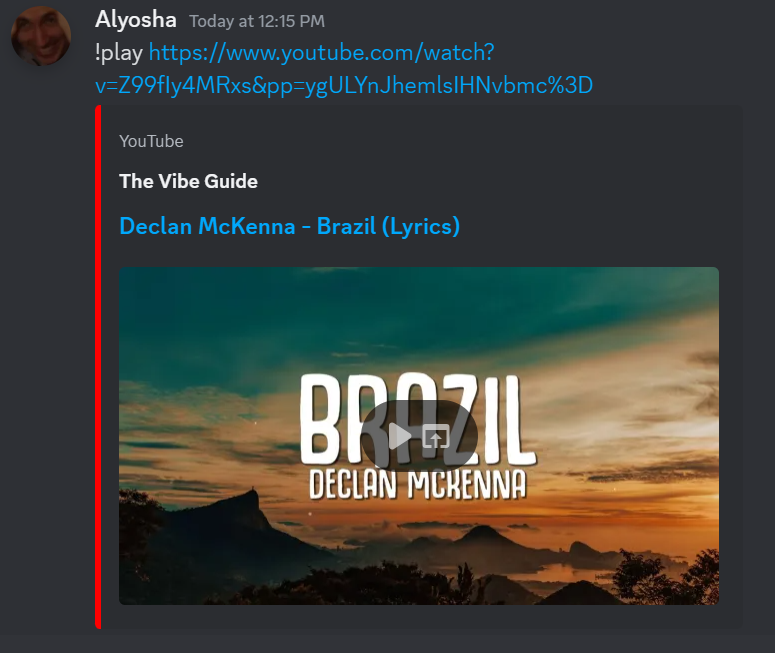 Alyosha Today at 12:15 PM
!play https://www.youtube.com/watch?
v=Z99fIy4MRxs&pp=ygULYnJhemlsIHNvbmc%3D
YouTube
The Vibe Guide
Declan McKenna - Brazil (Lyrics)
BRAZIL
DECLAN MCKENNA